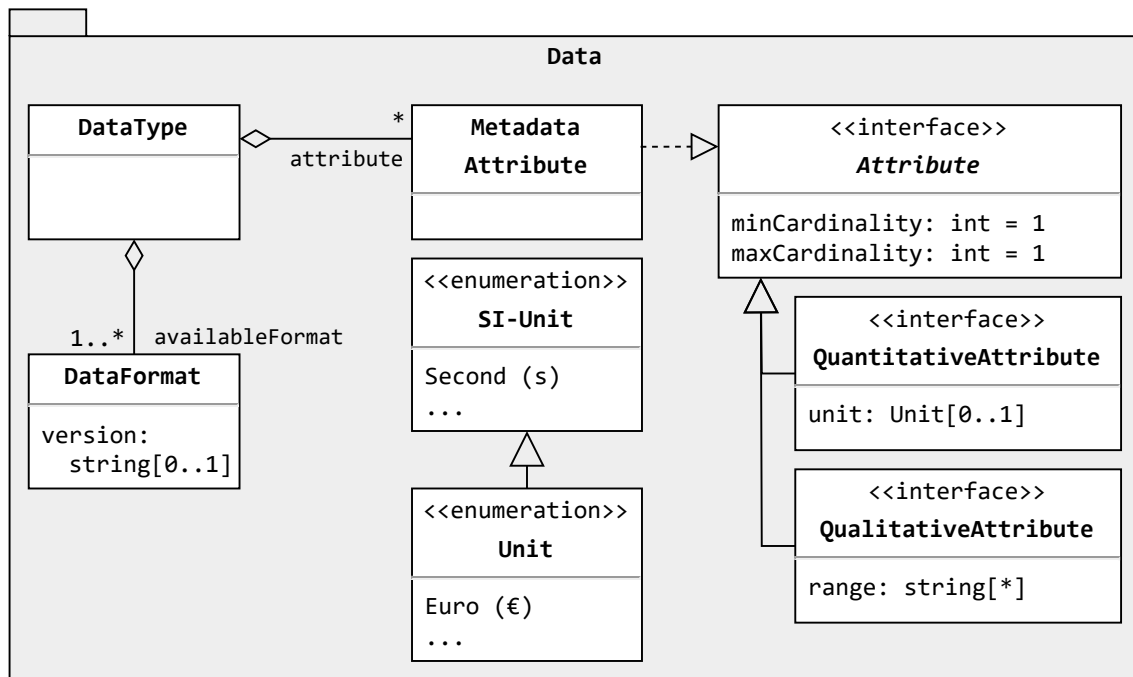 Data
DataType
*
attribute
Metadata
Attribute
<<interface>>
Attribute
minCardinality: int = 1
maxCardinality: int = 1
1..*
availableFormat
DataFormat
version:
string[0..1]
<<enumeration>>
SI-Unit
Second (s)
...
<<enumeration>>
Unit
Euro (€)
...
<<interface>>
QuantitativeAttribute
unit: Unit[0..1]
<<interface>>
QualitativeAttribute
range: string[*]